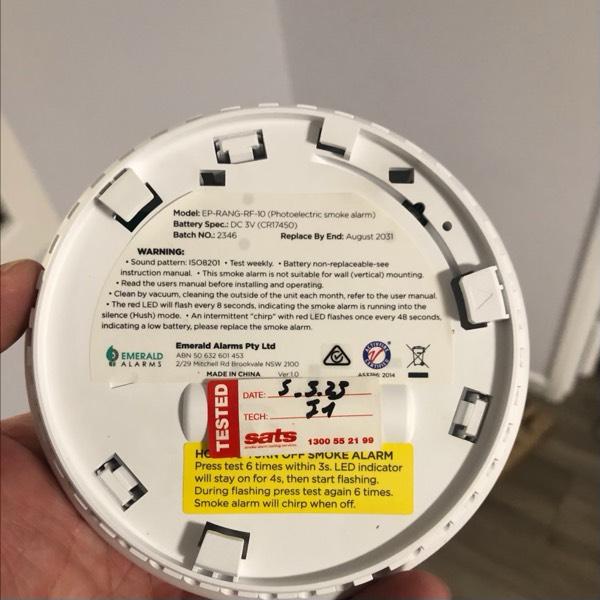 Model: EP-RANG-RF-10 (Photoelectric smoke alarm)
Battery Spec.: DC 3V (CR17450)
Batch NO.: 2346 Replace By End: August 2031
WARNING:
• Sound pattern: ISO8201 • Test weekly. • Battery non-replaceable-see
instruction manual. • This smoke alarm is not suitable for wall (vertical) mounting.
• Read the users manual before installing and operating.
• Clean by vacuum, cleaning the outside of the unit each month, refer to the user manual.
• The red LED will flash every 8 seconds, indicating the smoke alarm is running into the
silence (Hush) mode. • An intermittent "chirp" with red LED flashes once every 48 seconds,
indicating a low battery, please replace the smoke alarm.
EMERALD
ALARMS
Emerald Alarms Pty Ltd
ABN 50 632 601 453
2/29 Mitchell Rd Brookvale NSW 2100
MADE IN CHINA Ver1.0
AS3786: 2014
TESTED
DATE: 5.3.25
TECH:
sats
smoke alarm testing services
1300 55 21 99
TURN OFF SMOKE ALARM
Press test 6 times within 3s. LED indicator
will stay on for 4s, then start flashing.
During flashing press test again 6 times.
Smoke alarm will chirp when off.